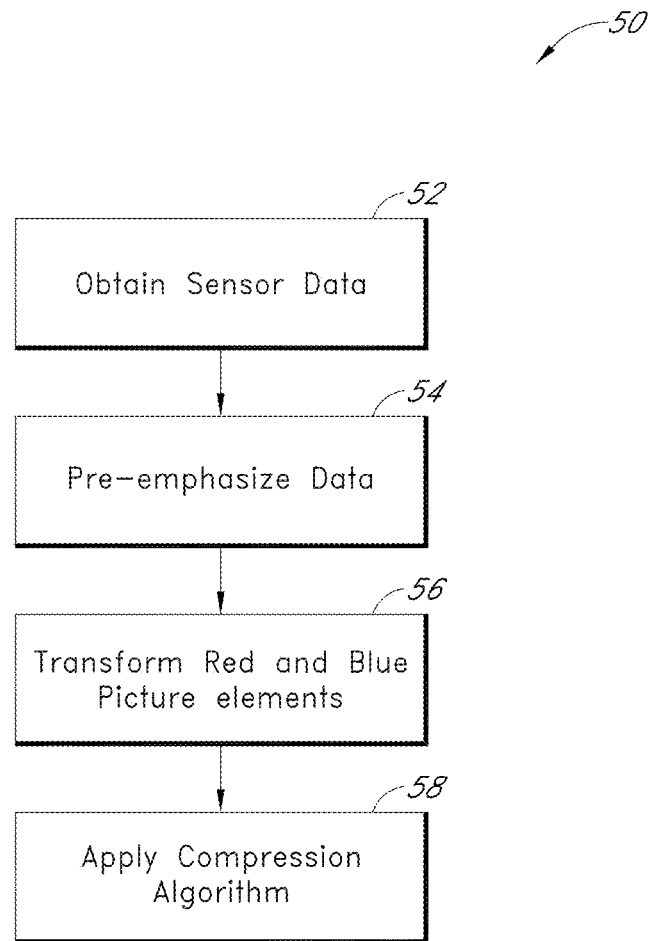 50
52
Obtain Sensor Data
54
Pre-emphasize Data
56
Transform Red and Blue
Picture elements
58
Apply Compression
Algorithm